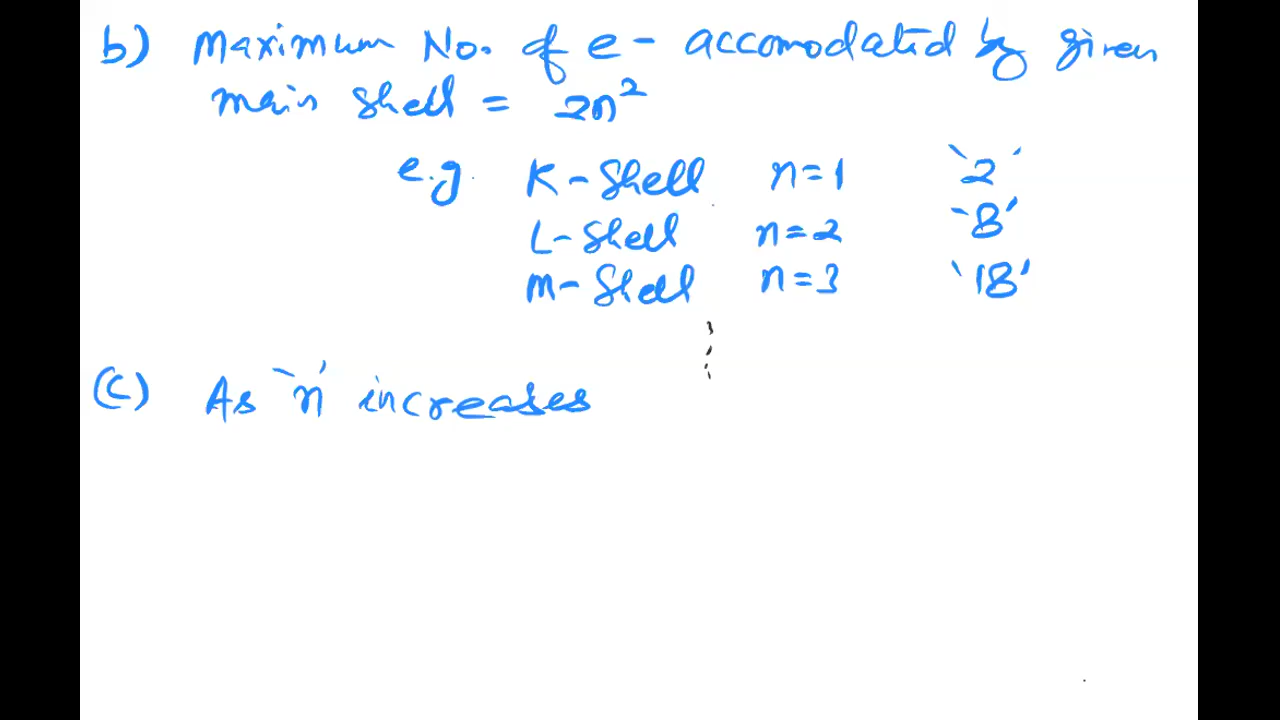 b) Maximum No. of e- accomodated by given
main shell = 2n²
e.g. K-Shell n=1 `2'
L-Shell n=2 `8'
M-Shell n=3 `18'
(C) As `n' increases